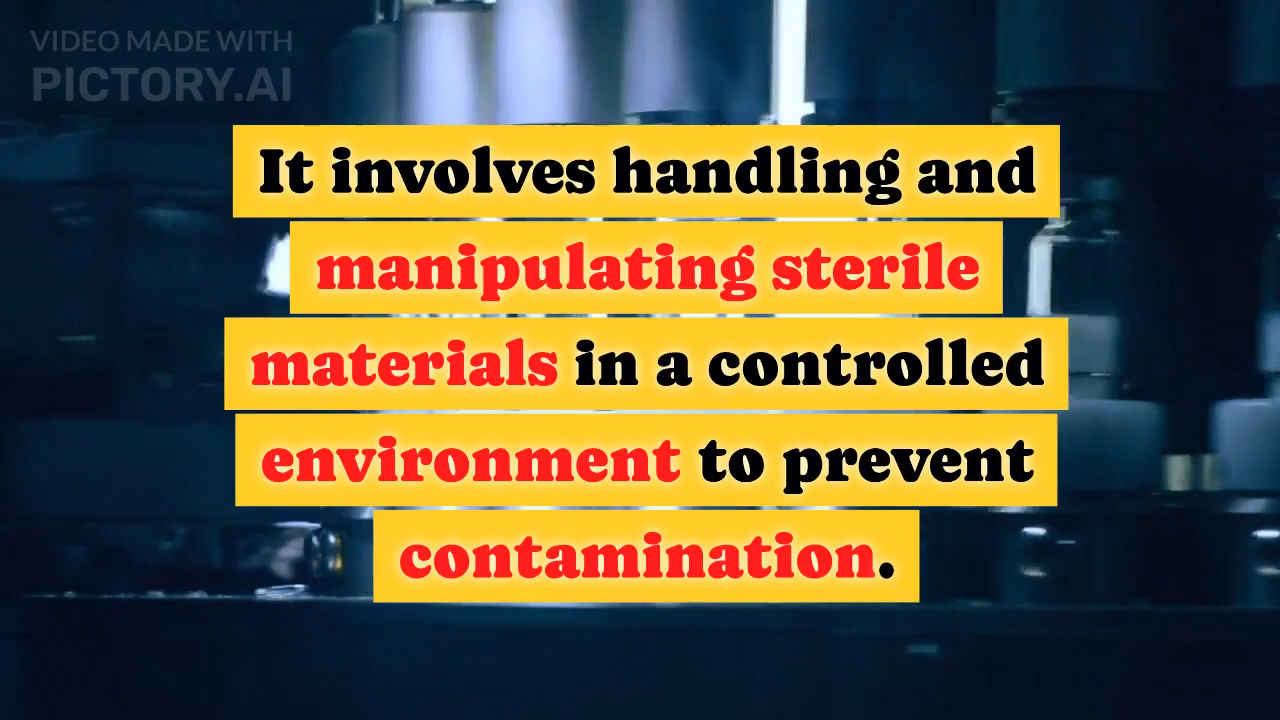 VIDEO MADE WITH
PICTORY.AI
It involves handling and
manipulating sterile
materials in a controlled
environment to prevent
contamination.